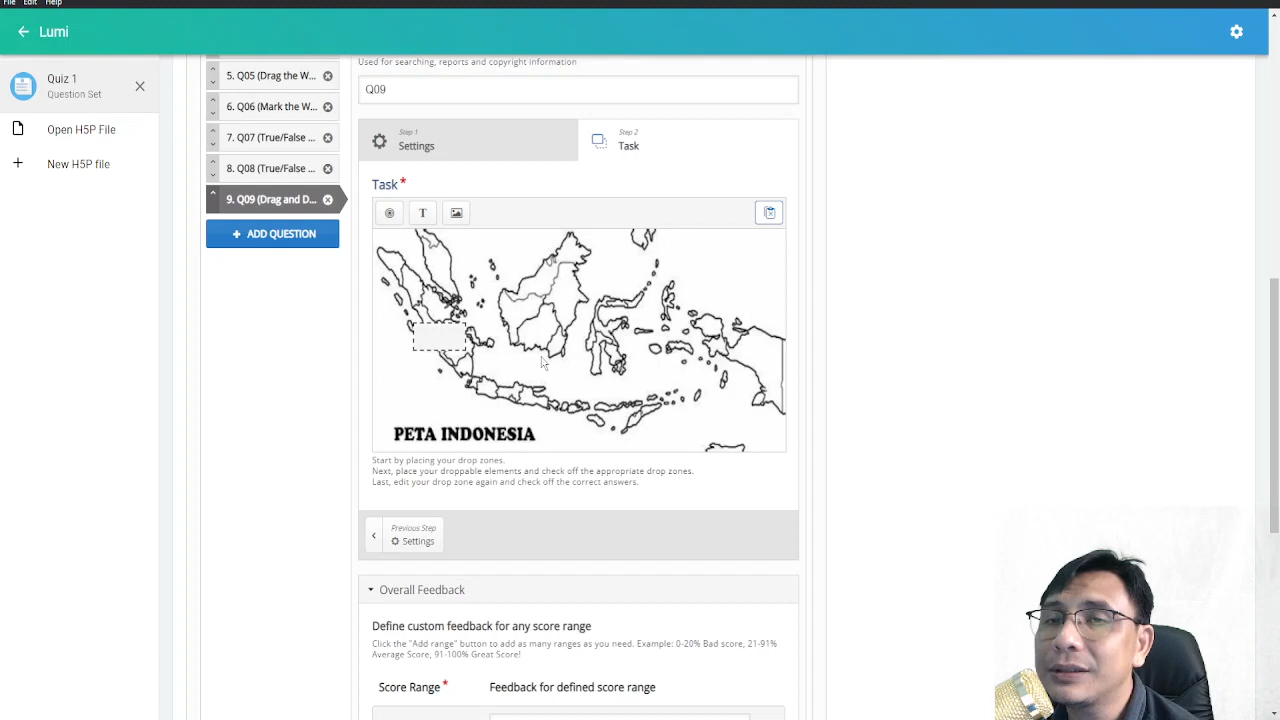 File Edit Help
Lumi
Quiz 1
Question Set
Open H5P File
New H5P file
5. Q05 (Drag the W...
6. Q06 (Mark the W...
7. Q07 (True/False ...
8. Q08 (True/False ...
9. Q09 (Drag and D...
ADD QUESTION
Used for searching, reports and copyright information
Q09
Step 1
Settings
Step 2
Task
Task*
T
PETA INDONESIA
Start by placing your drop zones.
Next, place your droppable elements and check off the appropriate drop zones.
Last, edit your drop zone again and check off the correct answers.
Previous Step
Settings
Overall Feedback
Define custom feedback for any score range
Click the "Add range" button to add as many ranges as you need. Example: 0-20% Bad score, 21-91%
Average Score, 91-100% Great Score!
Score Range* Feedback for defined score range